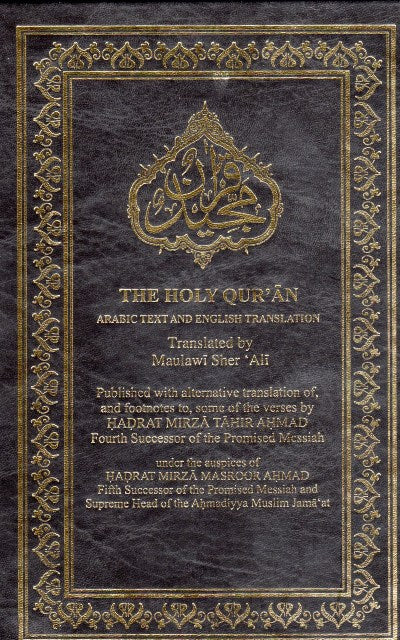 قرآن مجيد
THE HOLY QUR’ĀN
ARABIC TEXT AND ENGLISH TRANSLATION
Translated by
Maulawī Sher ‘Alī
Published with alternative translation of,
and footnotes to, some of the verses by
ḤAḌRAT MIRZĀ ṬĀHIR AḤMAD
Fourth Successor of the Promised Messiah
under the auspices of
ḤAḌRAT MIRZĀ MASROOR AḤMAD
Fifth Successor of the Promised Messiah and
Supreme Head of the Aḥmadiyya Muslim Jamā‘at